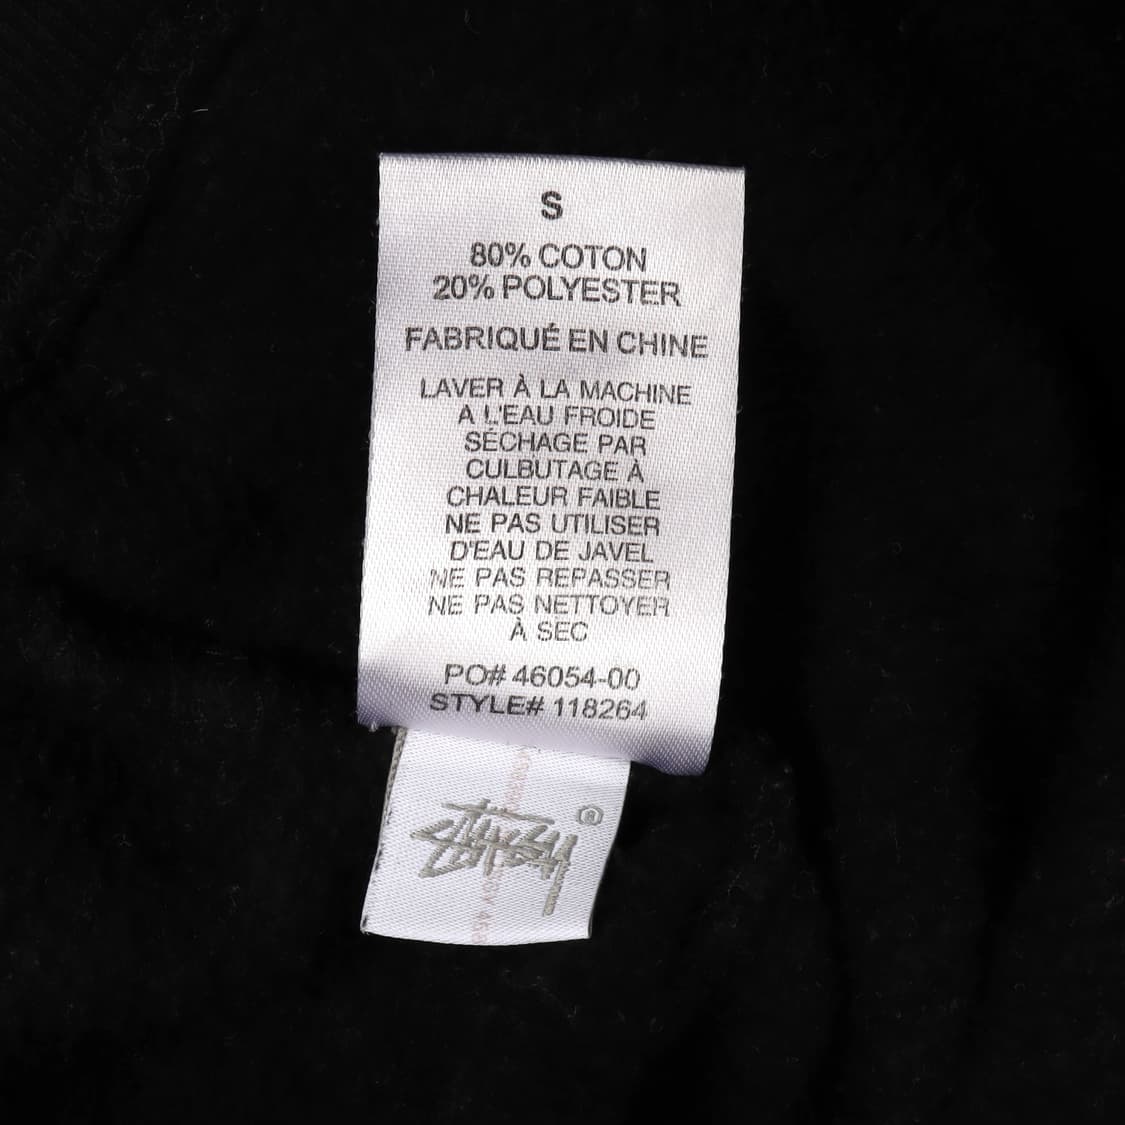 S
80% COTON
20% POLYESTER
FABRIQUÉ EN CHINE
LAVER À LA MACHINE
A L'EAU FROIDE
SÉCHAGE PAR
CULBUTAGE À
CHALEUR FAIBLE
NE PAS UTILISER
D'EAU DE JAVEL
NE PAS REPASSER
NE PAS NETTOYER
À SEC
PO# 46054-00
STYLE# 118264
STÜSSY ®